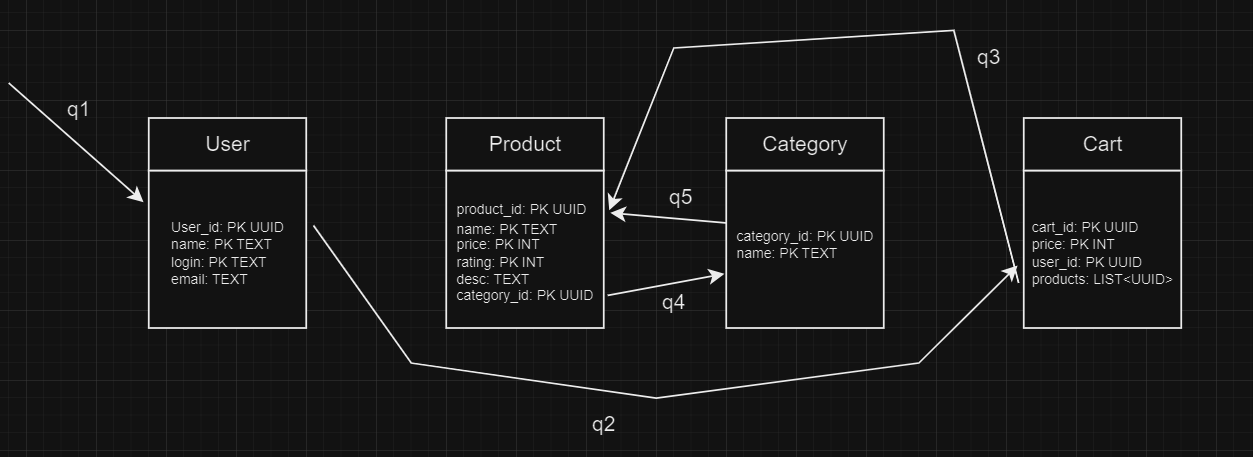 q1
q3
User
Product
Category
Cart
q5
User_id: PK UUID
name: PK TEXT
login: PK TEXT
email: TEXT
product_id: PK UUID
name: PK TEXT
price: PK INT
rating: PK INT
desc: TEXT
category_id: PK UUID
category_id: PK UUID
name: PK TEXT
cart_id: PK UUID
price: PK INT
user_id: PK UUID
products: LIST<UUID>
q4
q2